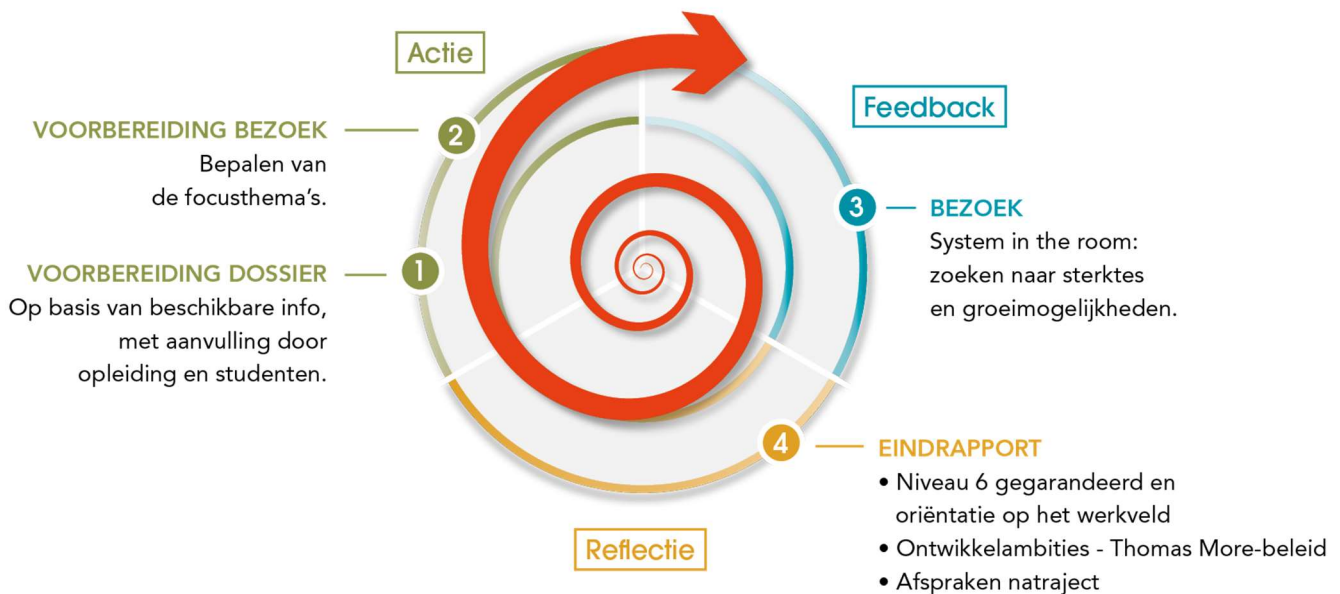 Actie
2
VOORBEREIDING BEZOEK
Bepalen van
de focusthema's.
1
VOORBEREIDING DOSSIER
Op basis van beschikbare info,
met aanvulling door
opleiding en studenten.
Feedback
3
BEZOEK
System in the room:
zoeken naar sterktes
en groeimogelijkheden.
4
EINDRAPPORT
• Niveau 6 gegarandeerd en
oriëntatie op het werkveld
• Ontwikkelambities - Thomas More-beleid
• Afspraken natraject
Reflectie